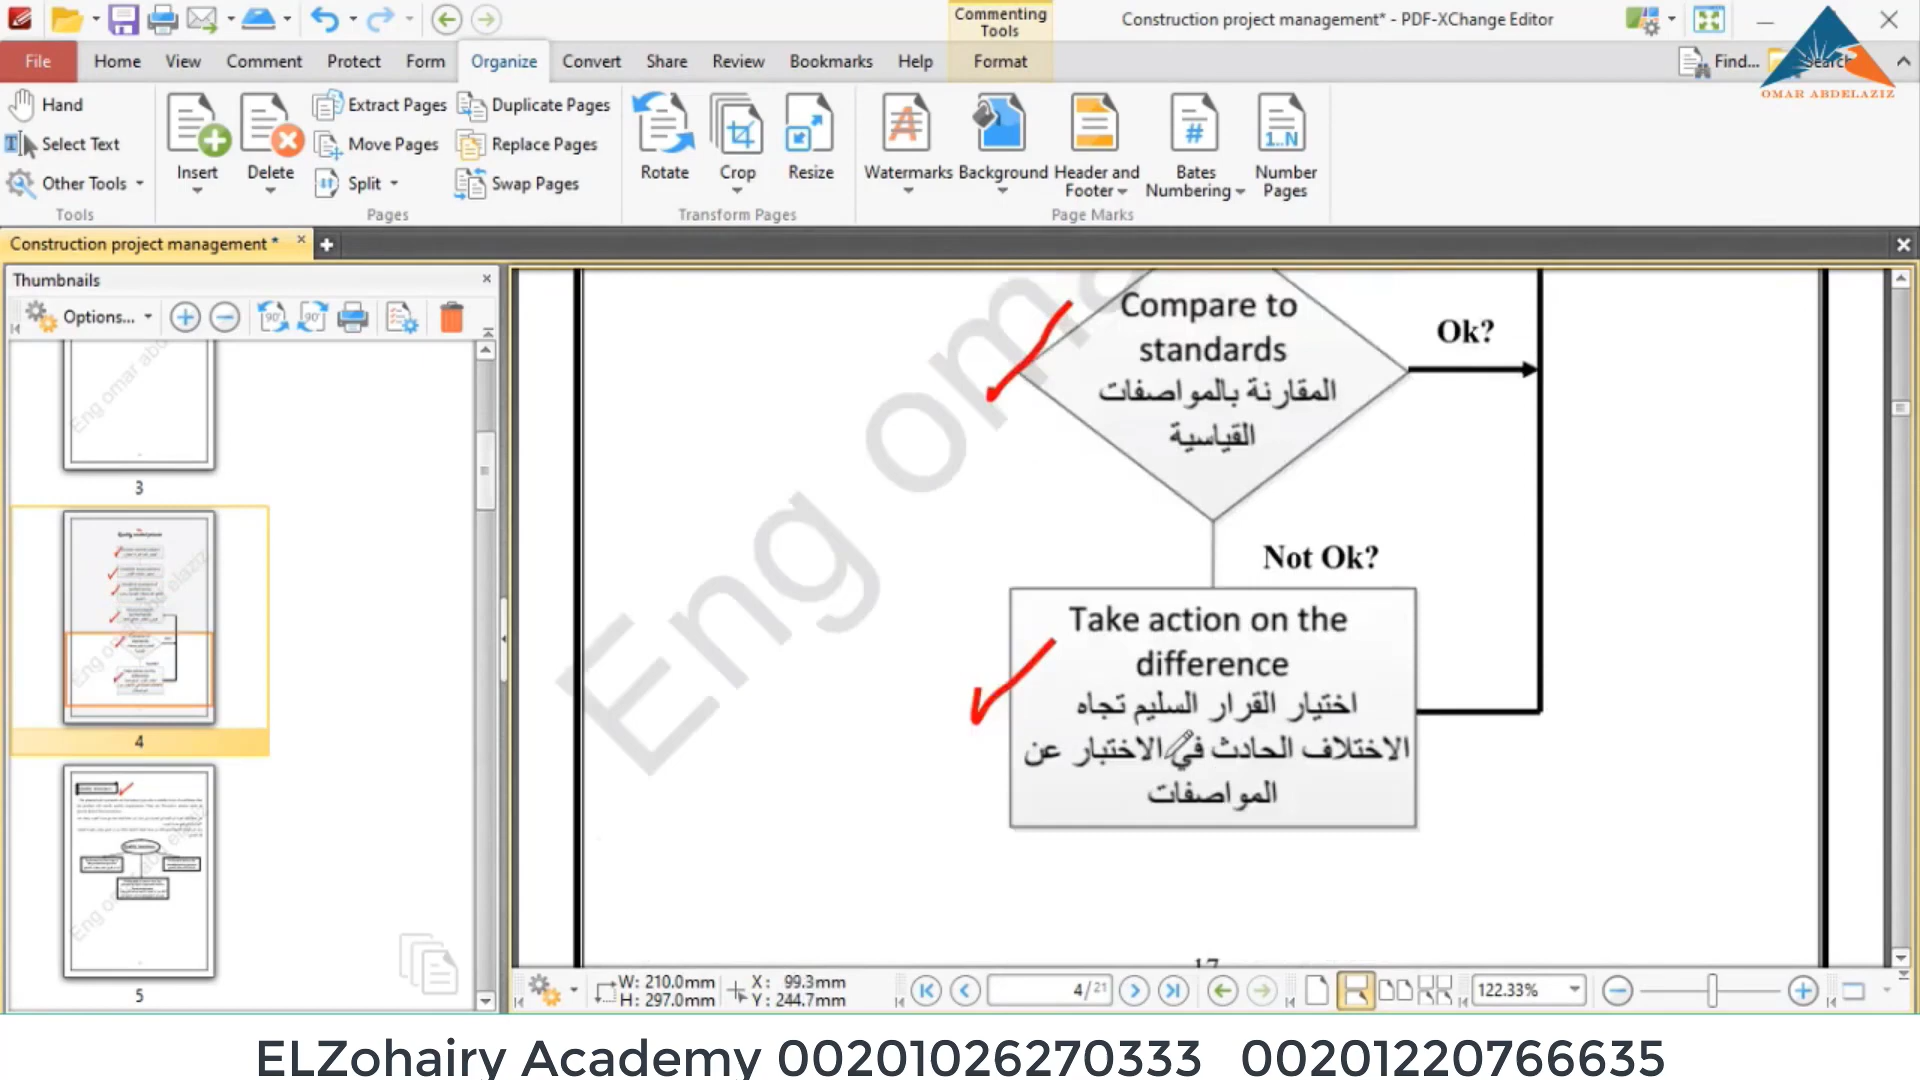 Commenting Tools
Construction project management* - PDF-XChange Editor
File Home View Comment Protect Form Organize Convert Share Review Bookmarks Help Format Find... Search
OMAR ABDELAZIZ
Hand
Select Text
Other Tools
Tools
Insert
Delete
Extract Pages
Move Pages
Split
Duplicate Pages
Replace Pages
Swap Pages
Pages
Rotate
Crop
Resize
Transform Pages
Watermarks
Background
Header and Footer
Bates Numbering
Number Pages
Page Marks
Construction project management *
Thumbnails
Options...
3
4
5
Eng oma
Compare to
standards
المقارنة بالمواصفات
القياسية
Ok?
Not Ok?
Take action on the
difference
اختيار القرار السليم تجاه
الاختلاف الحادث في الاختبار عن
المواصفات
17
W: 210.0mm
H: 297.0mm
X: 99.3mm
Y: 244.7mm
4/21
122.33%
ELZohairy Academy 00201026270333 00201220766635